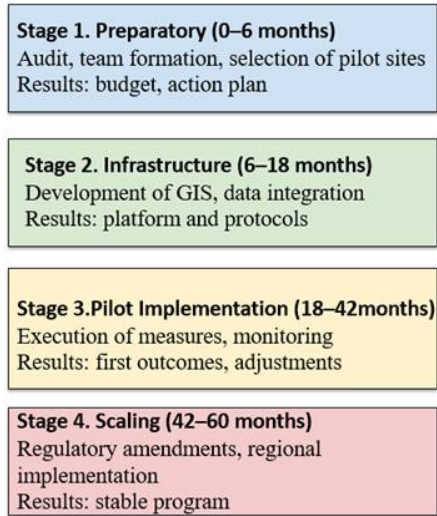 Stage 1. Preparatory (0–6 months)
Audit, team formation, selection of pilot sites
Results: budget, action plan
Stage 2. Infrastructure (6–18 months)
Development of GIS, data integration
Results: platform and protocols
Stage 3.Pilot Implementation (18–42months)
Execution of measures, monitoring
Results: first outcomes, adjustments
Stage 4. Scaling (42–60 months)
Regulatory amendments, regional
implementation
Results: stable program